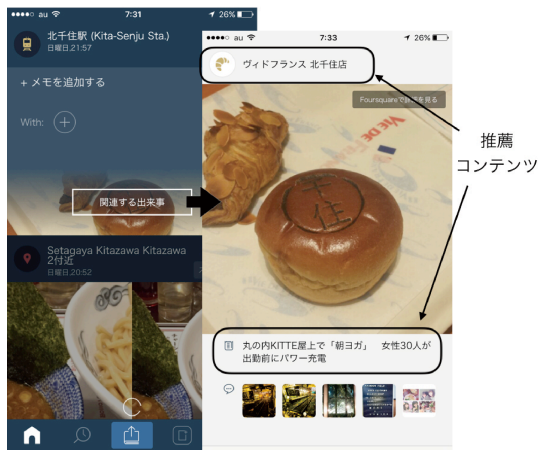 au 7:31 26%
北千住駅 (Kita-Senju Sta.)
日曜日,21:57
+ メモを追加する
With:
関連する出来事
Setagaya Kitazawa Kitazawa
2付近
日曜日,20:52
au 7:33 26%
ヴィドフランス 北千住店
Foursquareで詳細を見る
VIE DE FRANCE
千住
丸の内KITTE屋上で「朝ヨガ」 女性30人が
出勤前にパワー充電
推薦
コンテンツ